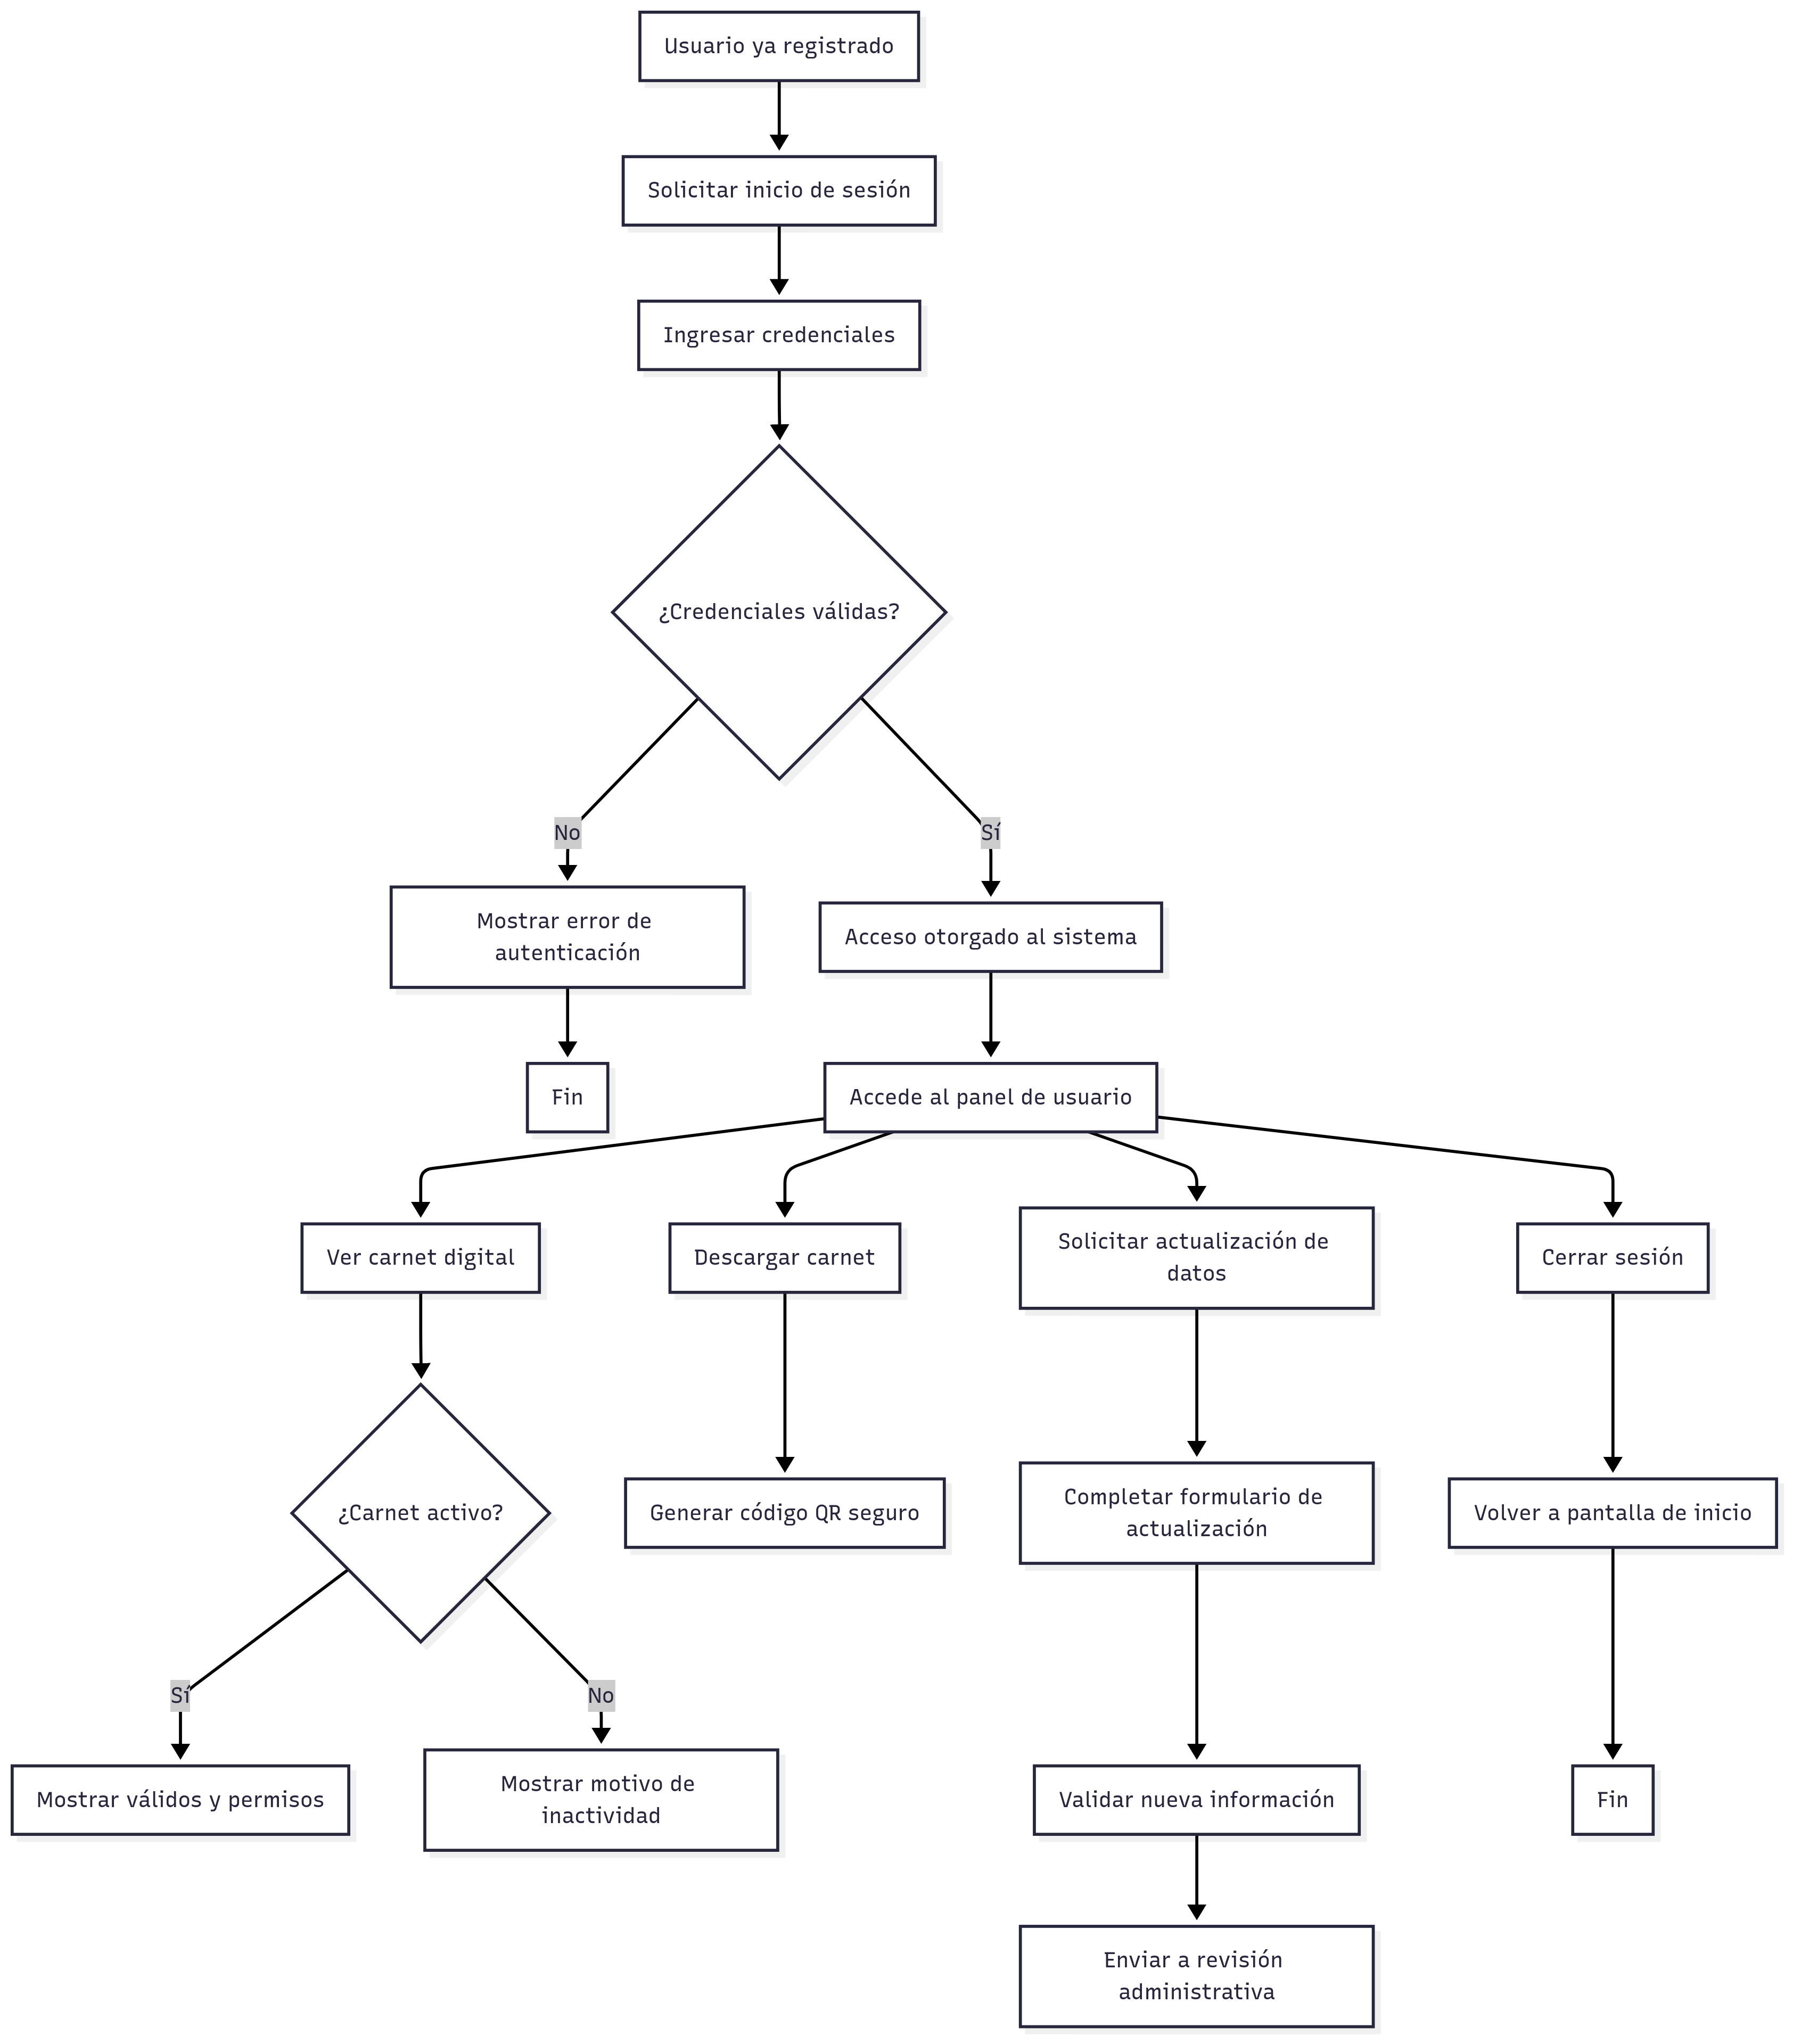 Usuario ya registrado
Solicitar inicio de sesión
Ingresar credenciales
¿Credenciales válidas?
No
Sí
Mostrar error de
autenticación
Acceso otorgado al sistema
Fin
Accede al panel de usuario
Ver carnet digital
Descargar carnet
Solicitar actualización de
datos
Cerrar sesión
¿Carnet activo?
Generar código QR seguro
Completar formulario de
actualización
Volver a pantalla de inicio
Sí
No
Mostrar válidos y permisos
Mostrar motivo de
inactividad
Validar nueva información
Fin
Enviar a revisión
administrativa